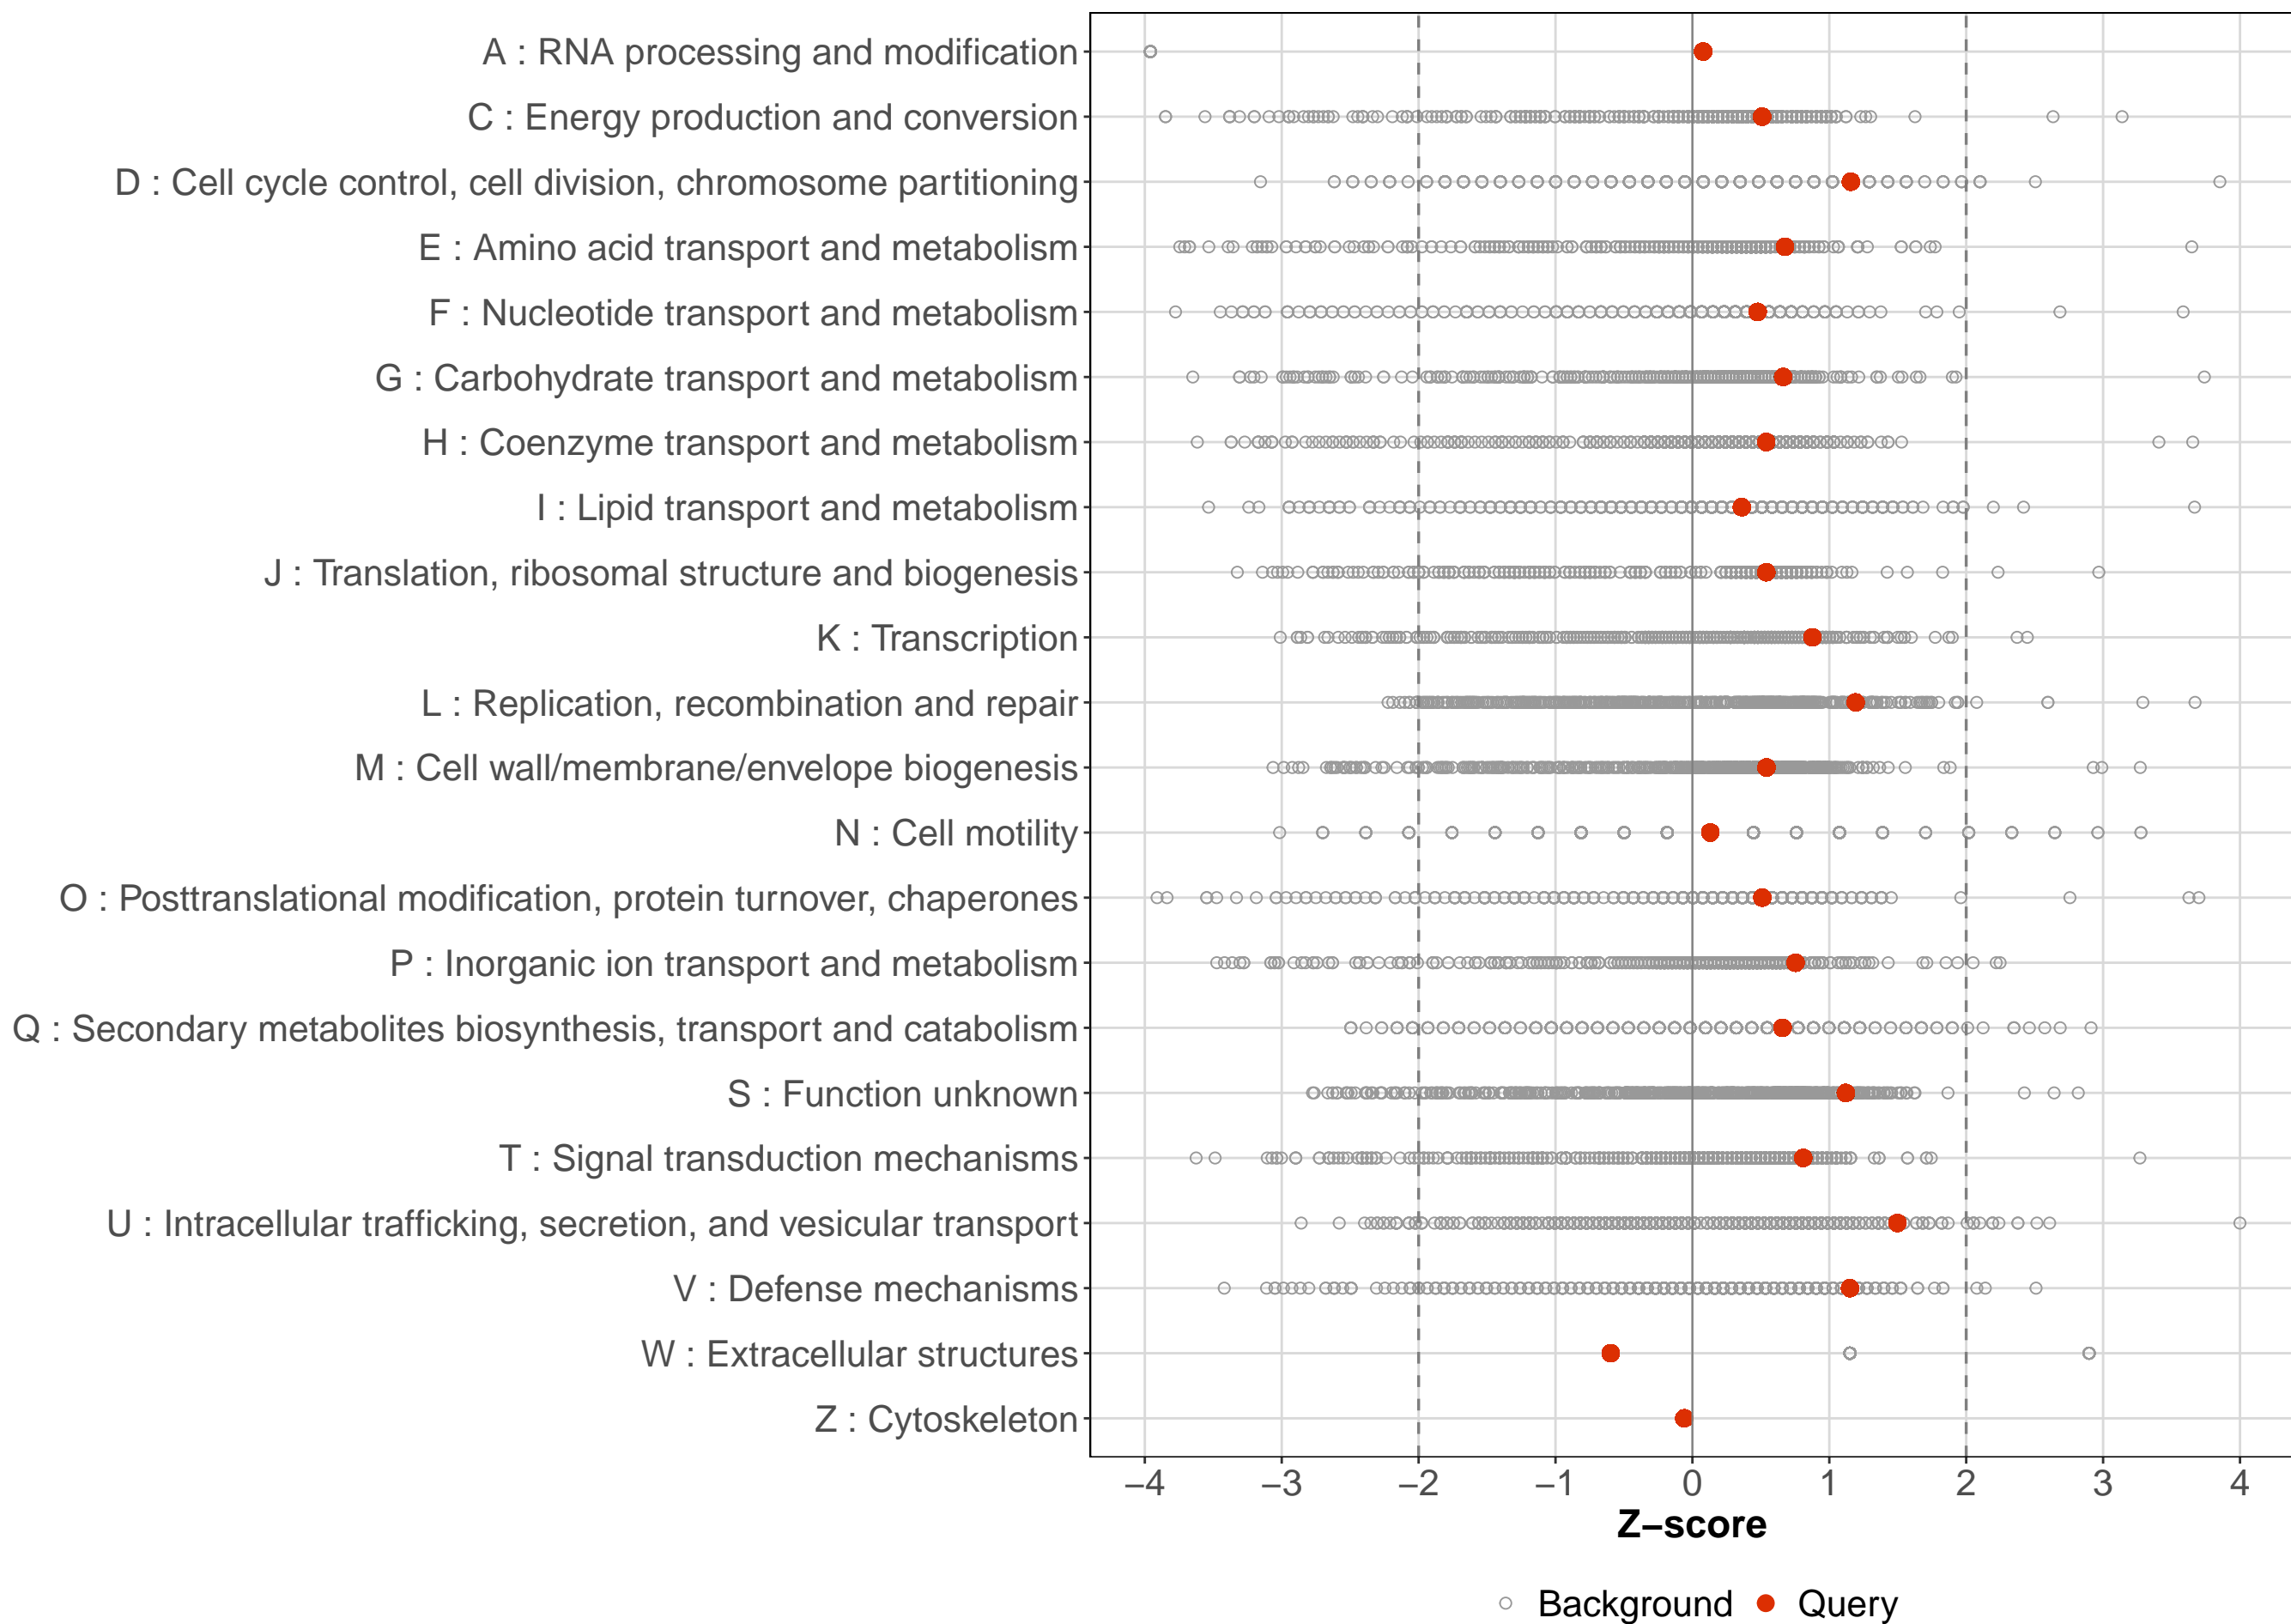 A : RNA processing and modification
C : Energy production and conversion
D : Cell cycle control, cell division, chromosome partitioning
E : Amino acid transport and metabolism
F : Nucleotide transport and metabolism
G : Carbohydrate transport and metabolism
H : Coenzyme transport and metabolism
I : Lipid transport and metabolism
J : Translation, ribosomal structure and biogenesis
K : Transcription
L : Replication, recombination and repair
M : Cell wall/membrane/envelope biogenesis
N : Cell motility
O : Posttranslational modification, protein turnover, chaperones
P : Inorganic ion transport and metabolism
Q : Secondary metabolites biosynthesis, transport and catabolism
S : Function unknown
T : Signal transduction mechanisms
U : Intracellular trafficking, secretion, and vesicular transport
V : Defense mechanisms
W : Extracellular structures
Z : Cytoskeleton
−4 −3 −2 −1 0 1 2 3 4
Z−score
Background Query